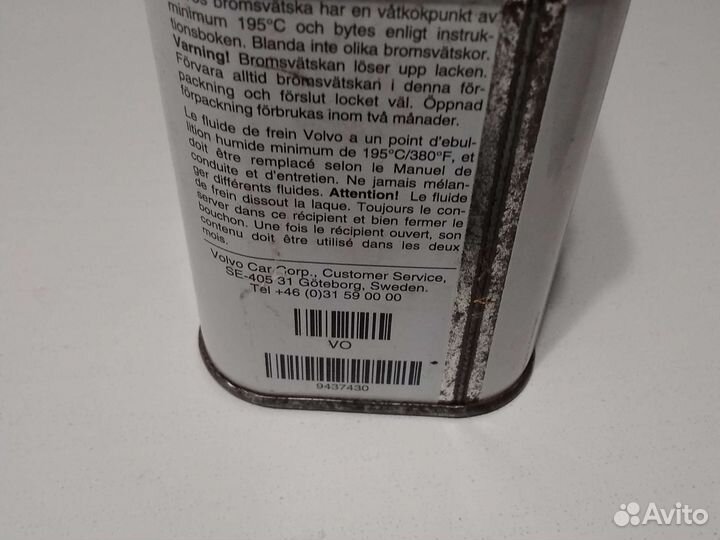 bromsvätska har en våtkokpunkt av
minimum 195°C och bytes enligt instruk-
tionsboken. Blanda inte olika bromsvätskor.
Varning! Bromsvätskan löser upp lacken.
Förvara alltid bromsvätskan i denna för-
packning och förslut locket väl. Öppnad
förpackning förbrukas inom två månader.
Le fluide de frein Volvo a un point d'ebul-
lition humide minimum de 195°C/380°F, et
doit être remplacé selon le Manuel de
conduite et d'entretien. Ne jamais mélan-
ger différents fluides. Attention! Le fluide
de frein dissout la laque. Toujours le con-
server dans ce récipient et bien fermer le
bouchon. Une fois le récipient ouvert, son
contenu doit être utilisé dans les deux
mois.
Volvo Car Corp., Customer Service,
SE-405 31 Göteborg, Sweden.
Tel +46 (0)31 59 00 00
VO
9437430
Avito